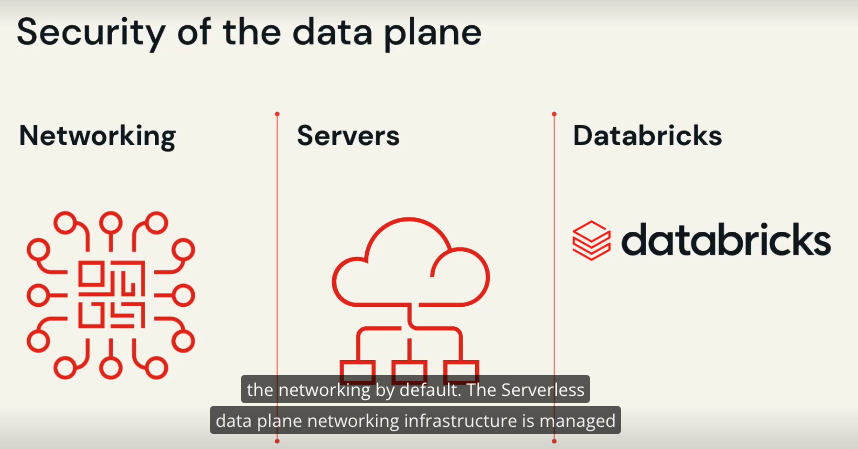 Security of the data plane
Networking
Servers
Databricks
databricks
the networking by default. The Serverless
data plane networking infrastructure is managed